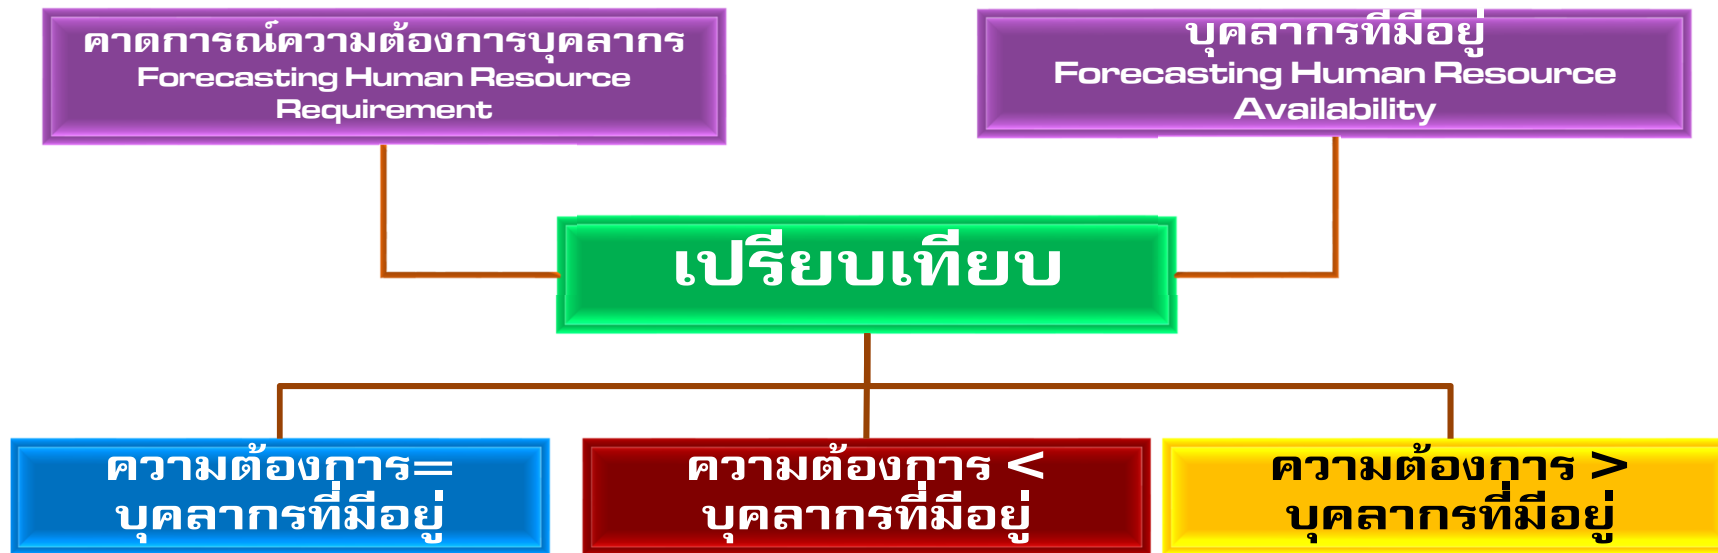 คาดการณ์ความต้องการบุคลากร
Forecasting Human Resource
Requirement
บุคลากรที่มีอยู่
Forecasting Human Resource
Availability
เปรียบเทียบ
ความต้องการ=
บุคลากรที่มีอยู่
ความต้องการ <
บุคลากรที่มีอยู่
ความต้องการ >
บุคลากรที่มีอยู่